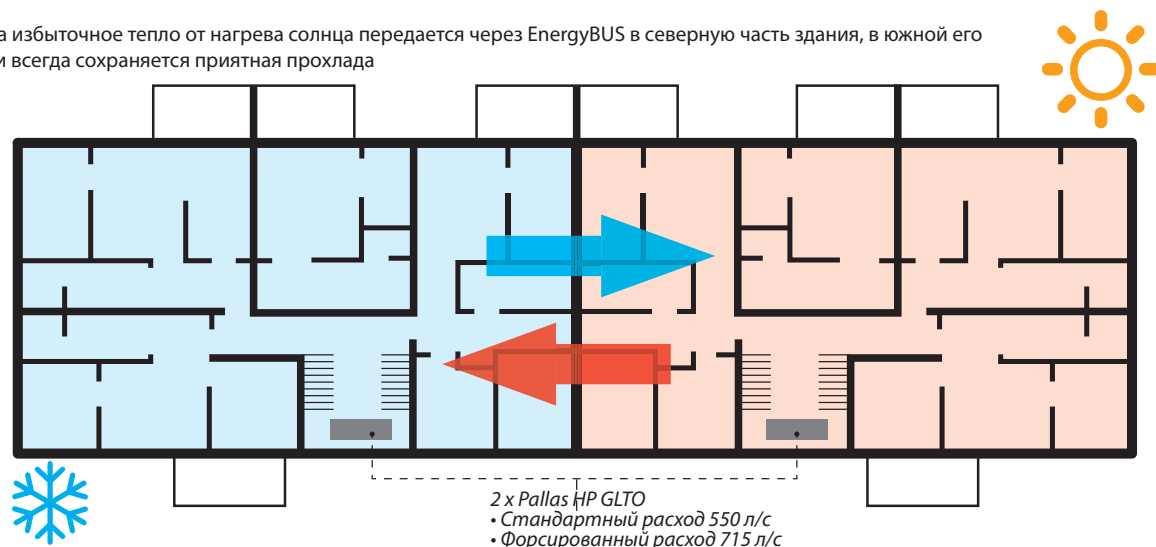 а избыточное тепло от нагрева солнца передается через EnergyBUS в северную часть здания, в южной его
и всегда сохраняется приятная прохлада
2 x Pallas HP GLTO
• Стандартный расход 550 л/с
• Форсированный расход 715 л/с